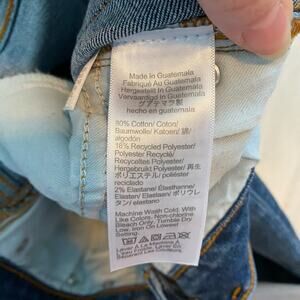 Made In Guatemala
Fabriqué Au Guatemala
Hergestellt In Guatemala
Vervaardigd In Guatemala
グアテマラ製
hecho en guatemala
80% Cotton/ Coton/
Baumwolle/ Katoen/ 綿/
algodón
18% Recycled Polyester/
Polyester Recyclé/
Recyceltes Polyester/
Hergebruikt Polyester/ 再生
ポリエステル/ poliéster
reciclado
2% Elastane/ Élasthanne/
Elastan/ Elastaan/ ポリウレ
タン/ elastano
Machine Wash Cold. With
Like Colors. Non-chlorine
Bleach Only. Tumble Dry
Low. Iron On Lowest
Setting.
Lavage À La Machine À